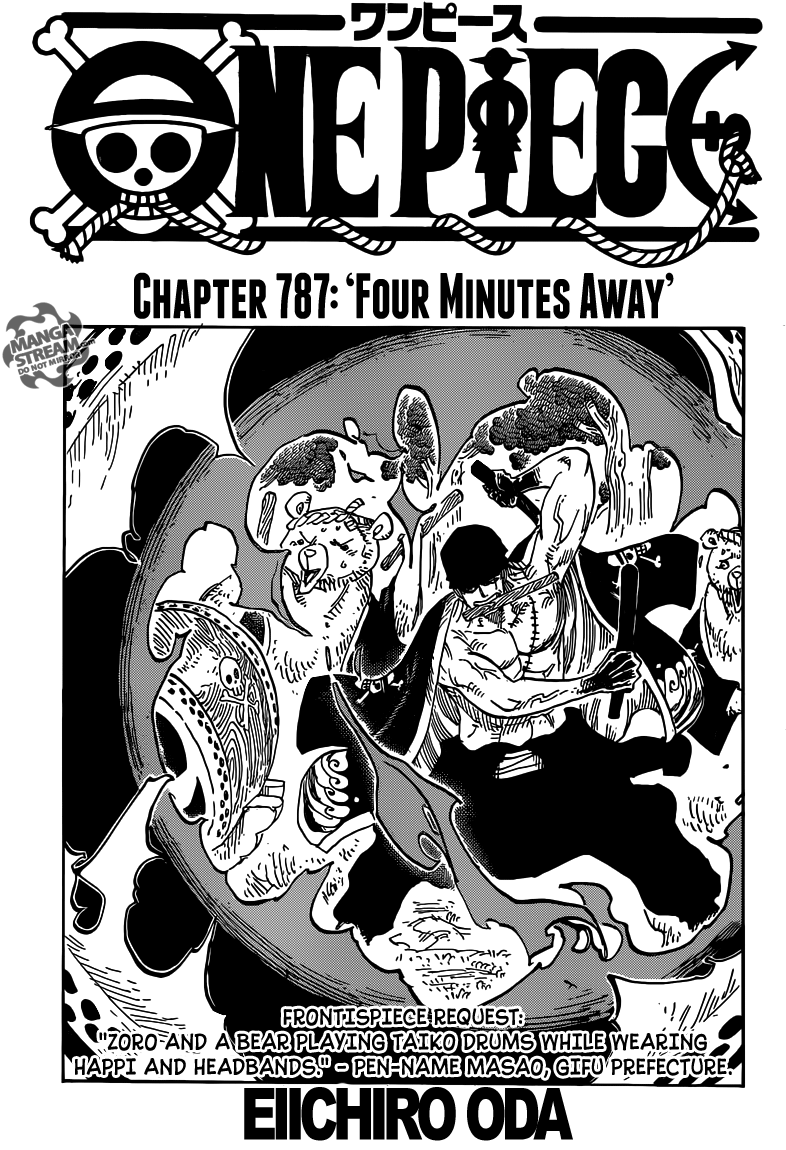 ワンピース
ONE PIECE
CHAPTER 787: ‘FOUR MINUTES AWAY’
MANGA
STREAM.com
DO NOT MIRROR
FRONTISPIECE REQUEST:
"ZORO AND A BEAR PLAYING TAIKO DRUMS WHILE WEARING
HAPPI AND HEADBANDS." – PEN-NAME MASAO, GIFU PREFECTURE.
EIICHIRO ODA